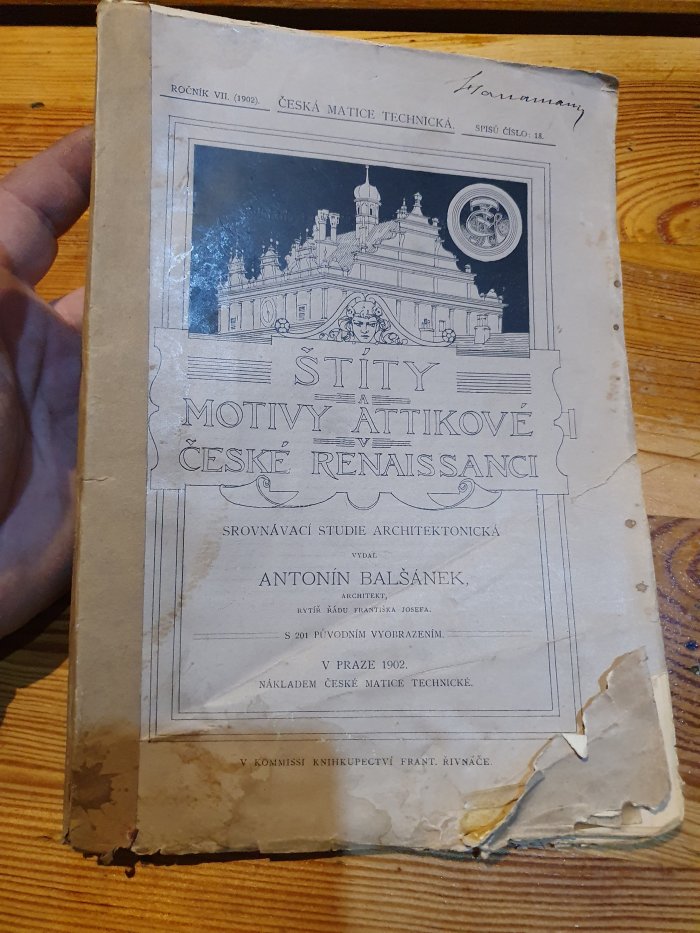 ROČNÍK VII. (1902). ČESKÁ MATICE TECHNICKÁ. SPISŮ ČÍSLO: 18.
ŠTÍTY
A
MOTIVY ATTIKOVÉ
V
ČESKÉ RENAISSANCI
SROVNÁVACÍ STUDIE ARCHITEKTONICKÁ
VYDAL
ANTONÍN BALŠÁNEK,
ARCHITEKT,
RYTÍŘ ŘÁDU FRANTIŠKA JOSEFA.
S 201 PŮVODNÍM VYOBRAZENÍM.
V PRAZE 1902.
NÁKLADEM ČESKÉ MATICE TECHNICKÉ.
V KOMMISSI KNIHKUPECTVÍ FRANT. ŘIVNÁČE.